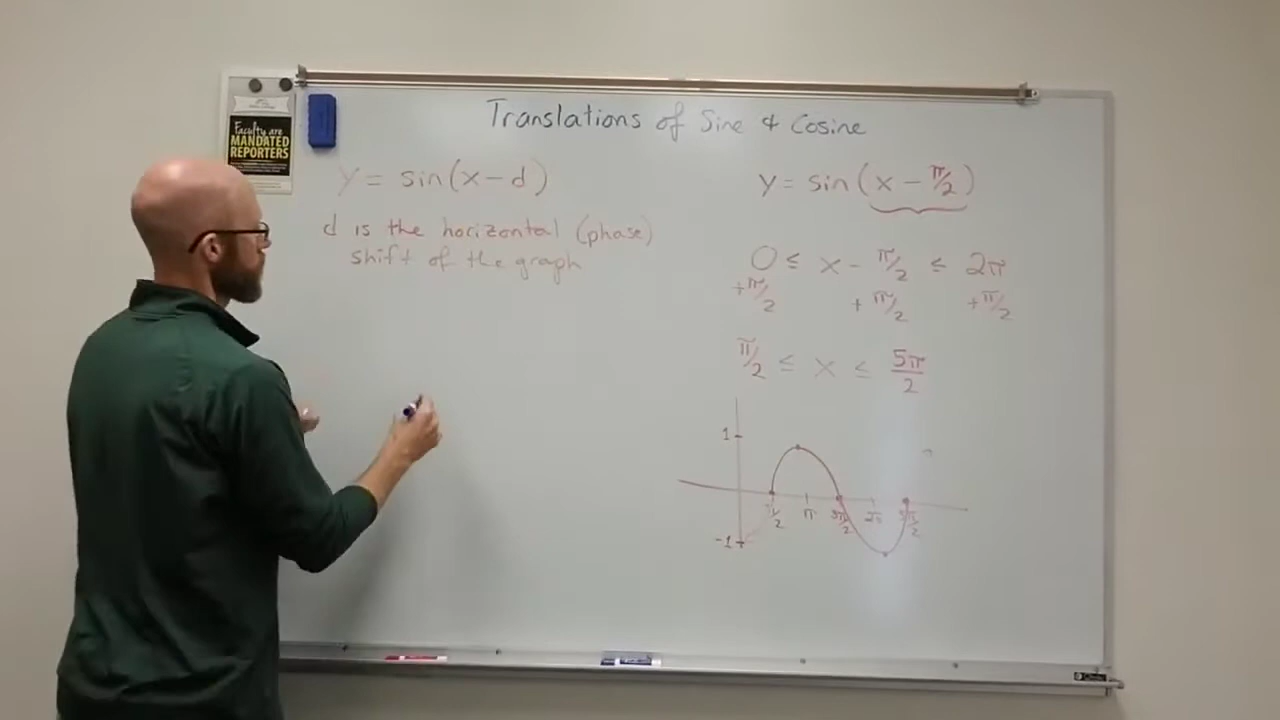 Translations of Sine & Cosine
Faculty are
MANDATED
REPORTERS
y = sin(x - d)
d is the horizontal (phase)
shift of the graph
y = sin(x - π/2)
0 ≤ x - π/2 ≤ 2π
+π/2 +π/2 +π/2
π/2 ≤ x ≤ 5π/2
1
π/2 π 3π/2 2π 5π/2
-1